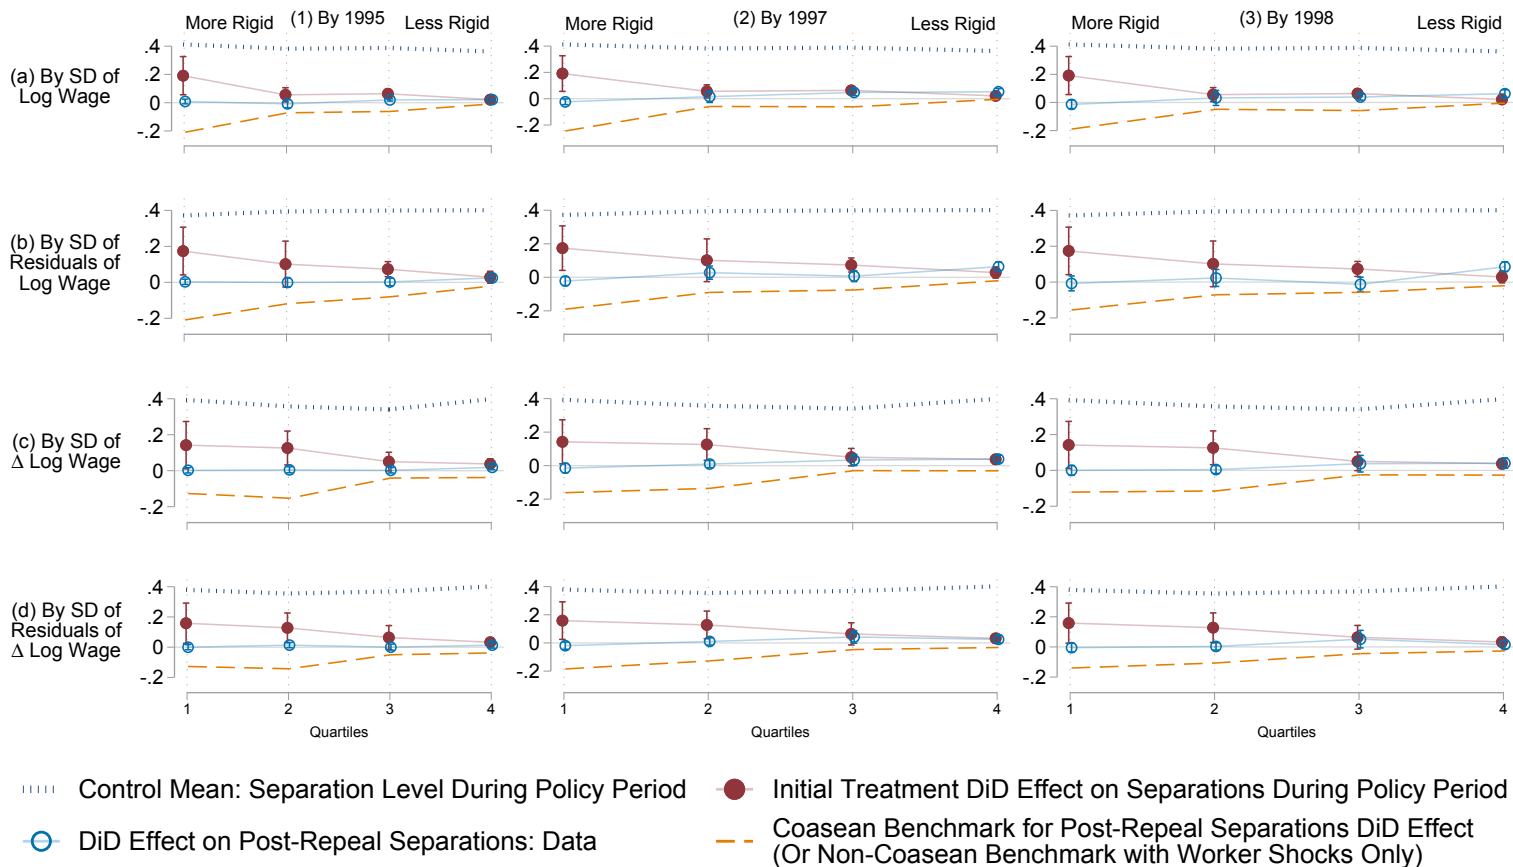 More Rigid (1) By 1995 Less Rigid
More Rigid (2) By 1997 Less Rigid
More Rigid (3) By 1998 Less Rigid
(a) By SD of
Log Wage
.4
.2
0
-.2
.4
.2
0
-.2
.4
.2
0
-.2
(b) By SD of
Residuals of
Log Wage
.4
.2
0
-.2
.4
.2
0
-.2
.4
.2
0
-.2
(c) By SD of
Δ Log Wage
.4
.2
0
-.2
.4
.2
0
-.2
.4
.2
0
-.2
(d) By SD of
Residuals of
Δ Log Wage
.4
.2
0
-.2
.4
.2
0
-.2
.4
.2
0
-.2
1 2 3 4
Quartiles
1 2 3 4
Quartiles
1 2 3 4
Quartiles
Control Mean: Separation Level During Policy Period
Initial Treatment DiD Effect on Separations During Policy Period
DiD Effect on Post-Repeal Separations: Data
Coasean Benchmark for Post-Repeal Separations DiD Effect
(Or Non-Coasean Benchmark with Worker Shocks Only)